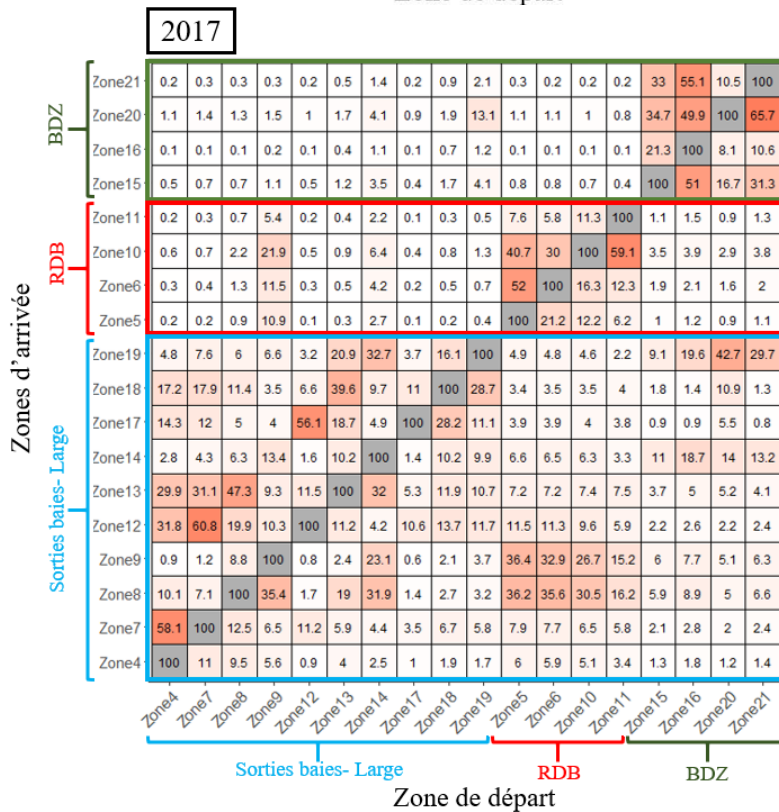 2017
Zone21 0.2 0.3 0.3 0.3 0.2 0.5 1.4 0.2 0.9 2.1 0.3 0.2 0.2 0.2 33 55.1 10.5 100
Zone20 1.1 1.4 1.3 1.5 1 1.7 4.1 0.9 1.9 13.1 1.1 1.1 1 0.8 34.7 49.9 100 65.7
Zone16 0.1 0.1 0.1 0.2 0.1 0.4 1.1 0.1 0.7 1.2 0.1 0.1 0.1 0.1 21.3 100 8.1 10.6
Zone15 0.5 0.7 0.7 1.1 0.5 1.2 3.5 0.4 1.7 4.1 0.8 0.8 0.7 0.4 100 51 16.7 31.3
BDZ
Zone11 0.2 0.3 0.7 5.4 0.2 0.4 2.2 0.1 0.3 0.5 7.6 5.8 11.3 100 1.1 1.5 0.9 1.3
Zone10 0.6 0.7 2.2 21.9 0.5 0.9 6.4 0.4 0.8 1.3 40.7 30 100 59.1 3.5 3.9 2.9 3.8
Zone6 0.3 0.4 1.3 11.5 0.3 0.5 4.2 0.2 0.5 0.7 52 100 16.3 12.3 1.9 2.1 1.6 2
Zone5 0.2 0.2 0.9 10.9 0.1 0.3 2.7 0.1 0.2 0.4 100 21.2 12.2 6.2 1 1.2 0.9 1.1
RDB
Zone19 4.8 7.6 6 6.6 3.2 20.9 32.7 3.7 16.1 100 4.9 4.8 4.6 2.2 9.1 19.6 42.7 29.7
Zone18 17.2 17.9 11.4 3.5 6.6 39.6 9.7 11 100 28.7 3.4 3.5 3.5 4 1.8 1.4 10.9 1.3
Zone17 14.3 12 5 4 56.1 18.7 4.9 100 28.2 11.1 3.9 3.9 4 3.8 0.9 0.9 5.5 0.8
Zone14 2.8 4.3 6.3 13.4 1.6 10.2 100 1.4 10.2 9.9 6.6 6.5 6.3 3.3 11 18.7 14 13.2
Zone13 29.9 31.1 47.3 9.3 11.5 100 32 5.3 11.9 10.7 7.2 7.2 7.4 7.5 3.7 5 5.2 4.1
Zone12 31.8 60.8 19.9 10.3 100 11.2 4.2 10.6 13.7 11.7 11.5 11.3 9.6 5.9 2.2 2.6 2.2 2.4
Zone9 0.9 1.2 8.8 100 0.8 2.4 23.1 0.6 2.1 3.7 36.4 32.9 26.7 15.2 6 7.7 5.1 6.3
Zone8 10.1 7.1 100 35.4 1.7 19 31.9 1.4 2.7 3.2 36.2 35.6 30.5 16.2 5.9 8.9 5 6.6
Zone7 58.1 100 12.5 6.5 11.2 5.9 4.4 3.5 6.7 5.8 7.9 7.7 6.5 5.8 2.1 2.8 2 2.4
Zone4 100 11 9.5 5.6 0.9 4 2.5 1 1.9 1.7 6 5.9 5.1 3.4 1.3 1.8 1.2 1.4
Sorties baies- Large
Zones d'arrivée
Zone4 Zone7 Zone8 Zone9 Zone12 Zone13 Zone14 Zone17 Zone18 Zone19 Zone5 Zone6 Zone10 Zone11 Zone15 Zone16 Zone20 Zone21
Sorties baies- Large RDB BDZ
Zone de départ